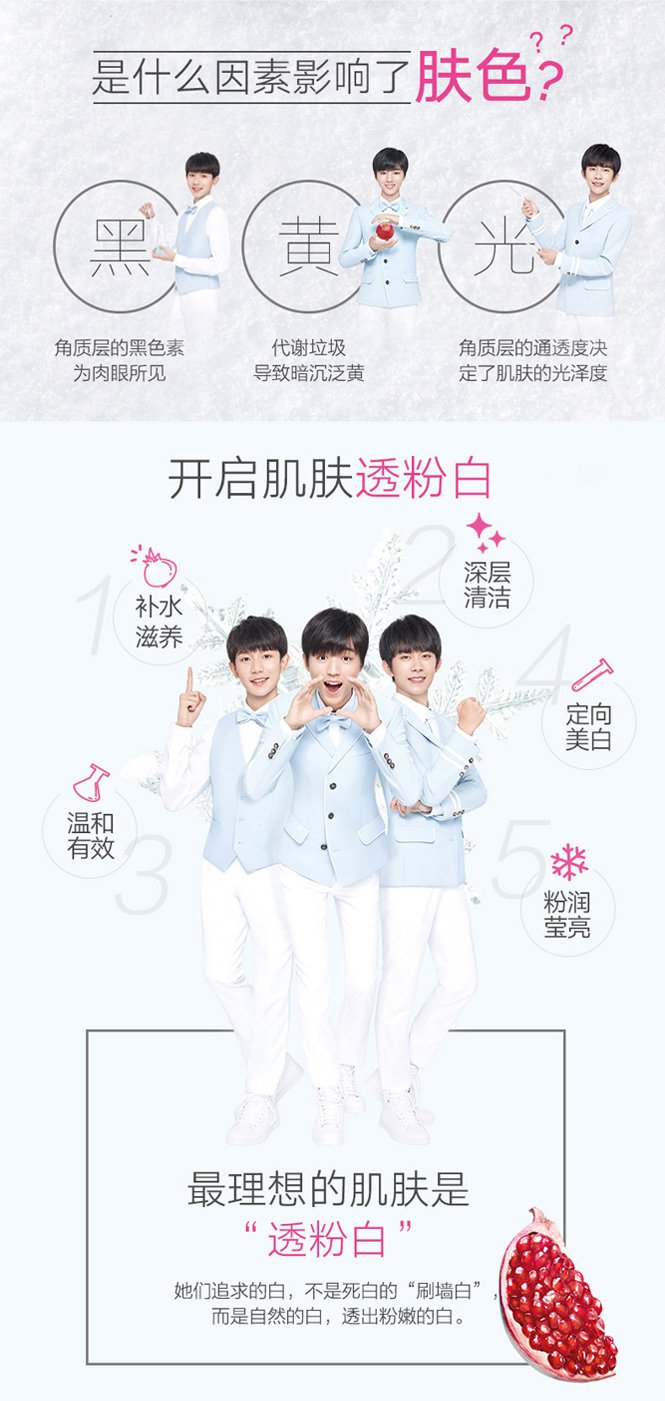 是什么因素影响了肤色???
黑
黄
光
角质层的黑色素
为肉眼所见
代谢垃圾
导致暗沉泛黄
角质层的通透度决
定了肌肤的光泽度
开启肌肤透粉白
1
补水
滋养
2
深层
清洁
3
温和
有效
4
定向
美白
5
粉润
莹亮
最理想的肌肤是
“透粉白”
她们追求的白，不是死白的“刷墙白”，
而是自然的白，透出粉嫩的白。